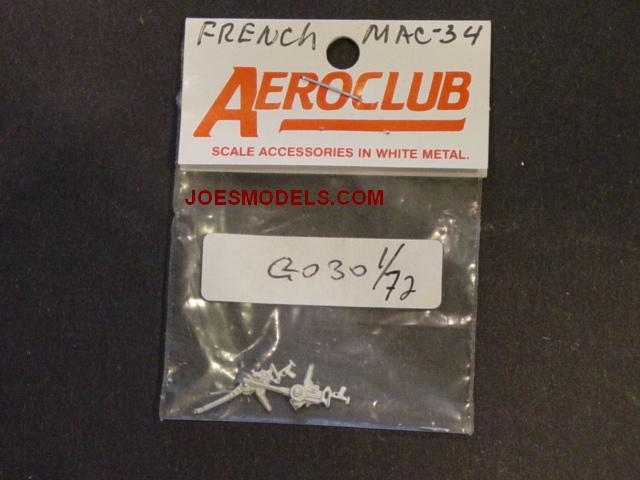 FRENCH MAC-34
AEROCLUB
SCALE ACCESSORIES IN WHITE METAL.
JOESMODELS.COM
G030 1/72